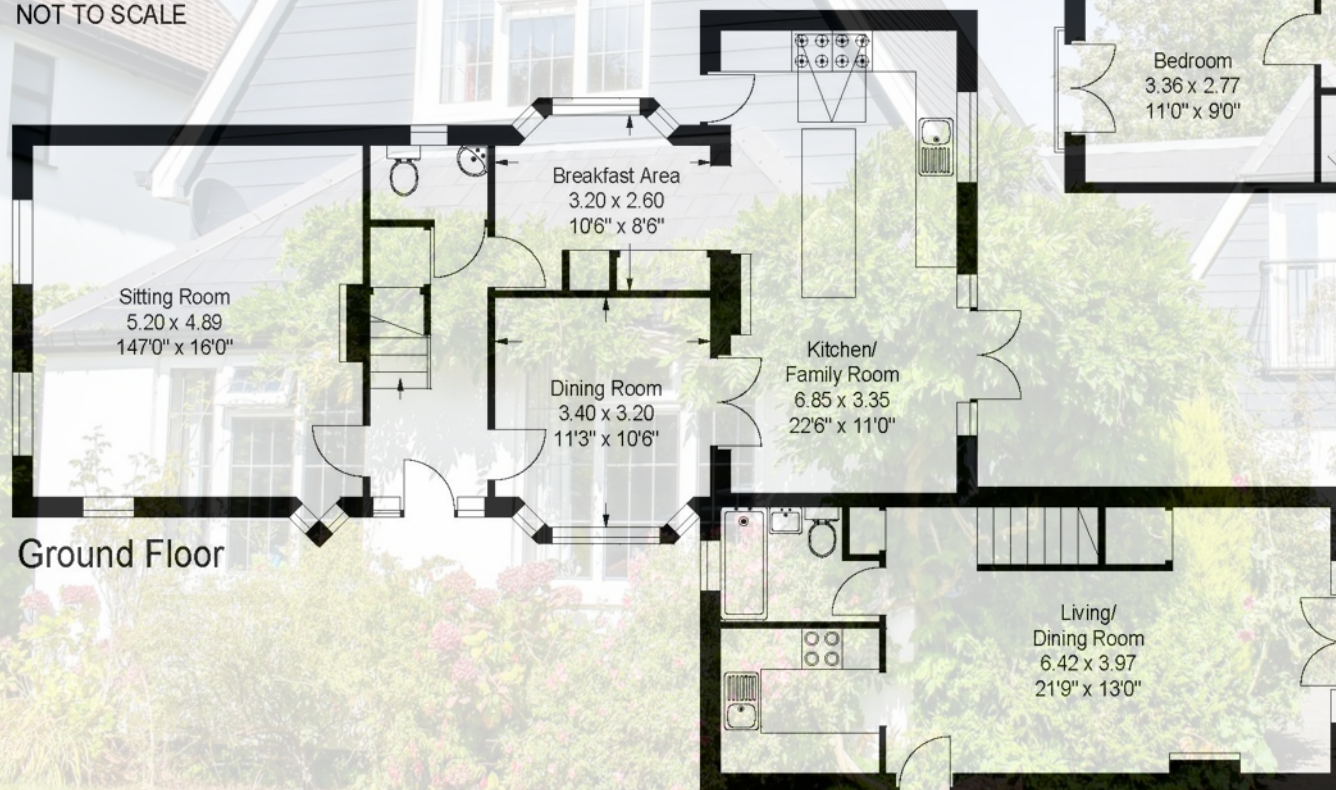 NOT TO SCALE
Bedroom
3.36 x 2.77
11'0" x 9'0"
Breakfast Area
3.20 x 2.60
10'6" x 8'6"
Sitting Room
5.20 x 4.89
147'0" x 16'0"
Dining Room
3.40 x 3.20
11'3" x 10'6"
Kitchen/
Family Room
6.85 x 3.35
22'6" x 11'0"
Ground Floor
Living/
Dining Room
6.42 x 3.97
21'9" x 13'0"